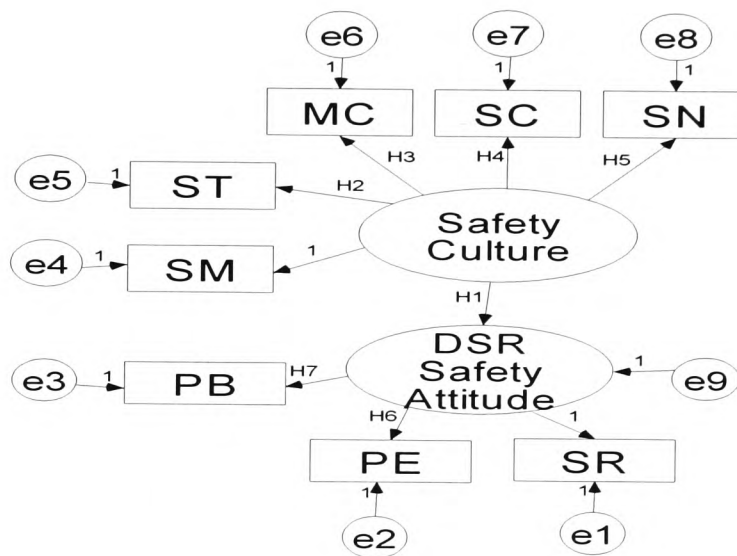 e6
e7
e8
1
1
1
MC
SC
SN
e5
1
ST
H2
H3
H4
H5
Safety
Culture
e4
1
SM
1
H1
DSR
Safety
Attitude
e3
1
PB
H7
1
e9
H6
1
PE
SR
1
1
e2
e1